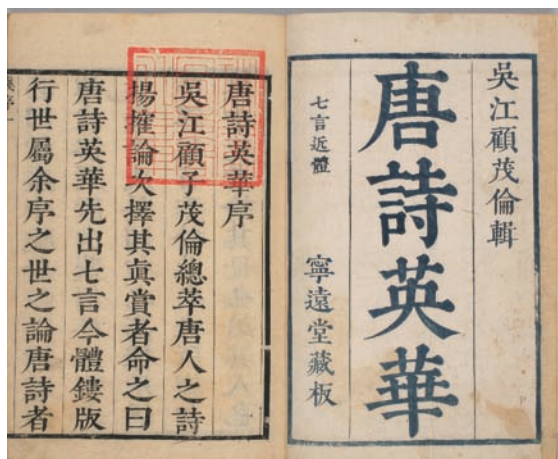 吳江顧茂倫輯
唐詩英華
七言近體
寧遠堂藏板
唐詩英華序
吳江顧子茂倫總萃唐人之詩
揚搉論次擇其真賞者命之曰
唐詩英華先出七言今體鏤版
行世屬余序之世之論唐詩者